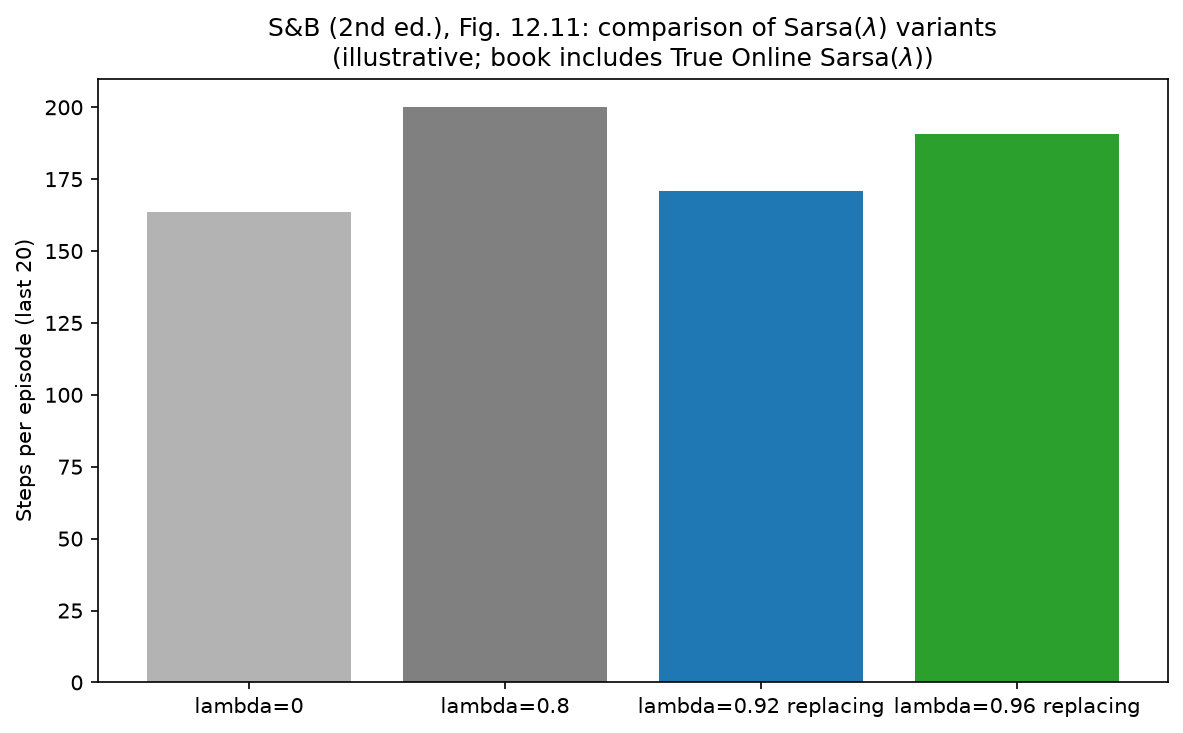 S&B (2nd ed.), Fig. 12.11: comparison of Sarsa(λ) variants
(illustrative; book includes True Online Sarsa(λ))
Steps per episode (last 20)
200
175
150
125
100
75
50
25
0
lambda=0
lambda=0.8
lambda=0.92 replacing
lambda=0.96 replacing